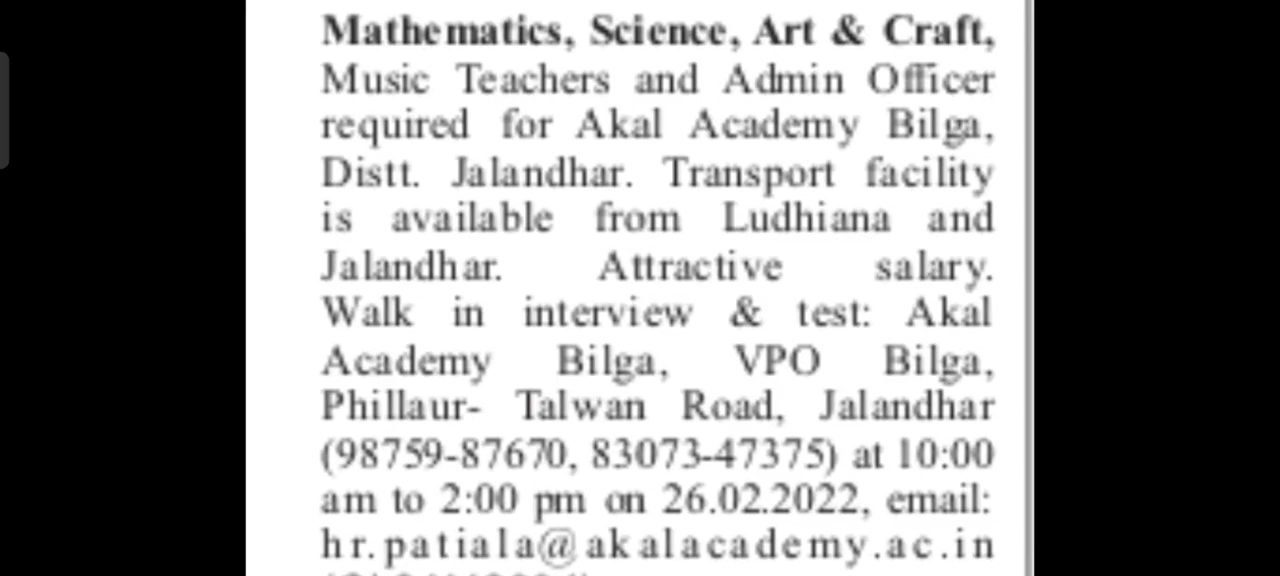 Mathematics, Science, Art & Craft,
Music Teachers and Admin Officer
required for Akal Academy Bilga,
Distt. Jalandhar. Transport facility
is available from Ludhiana and
Jalandhar. Attractive salary.
Walk in interview & test: Akal
Academy Bilga, VPO Bilga,
Phillaur- Talwan Road, Jalandhar
(98759-87670, 83073-47375) at 10:00
am to 2:00 pm on 26.02.2022, email:
hr.patiala@akalacademy.ac.in